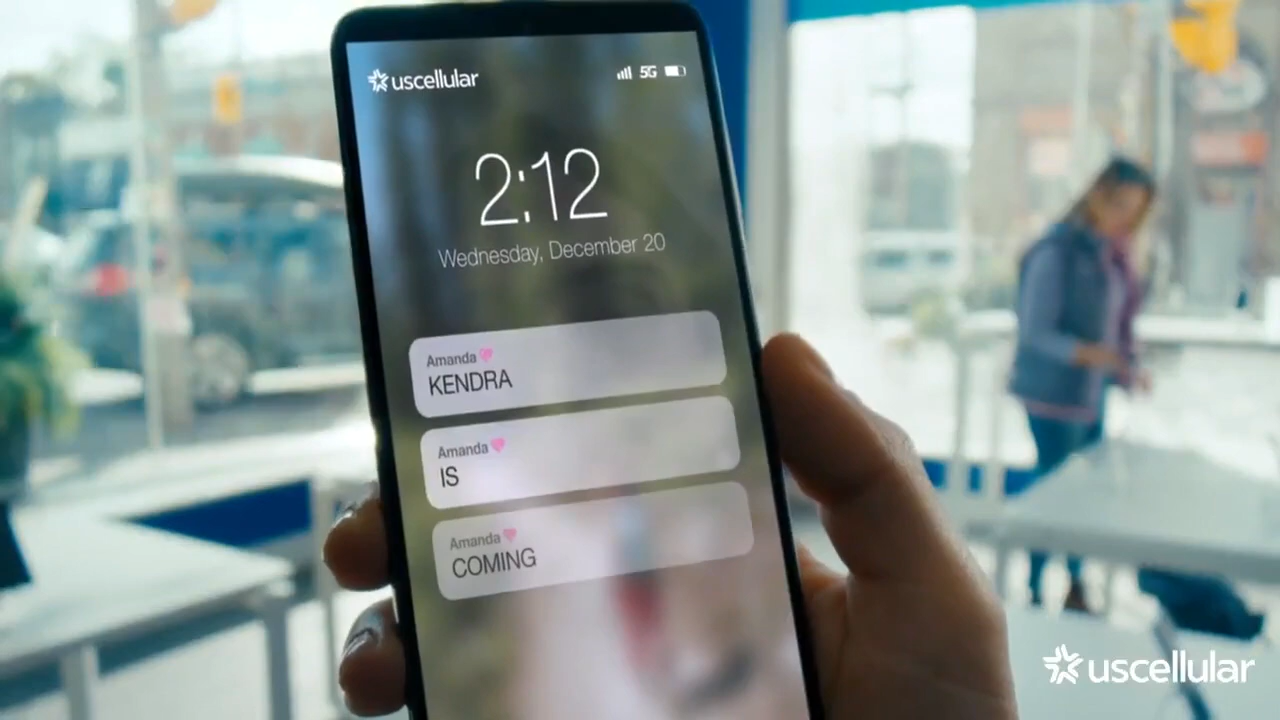 uscellular
5G
2:12
Wednesday, December 20
Amanda
KENDRA
Amanda
IS
Amanda
COMING
uscellular